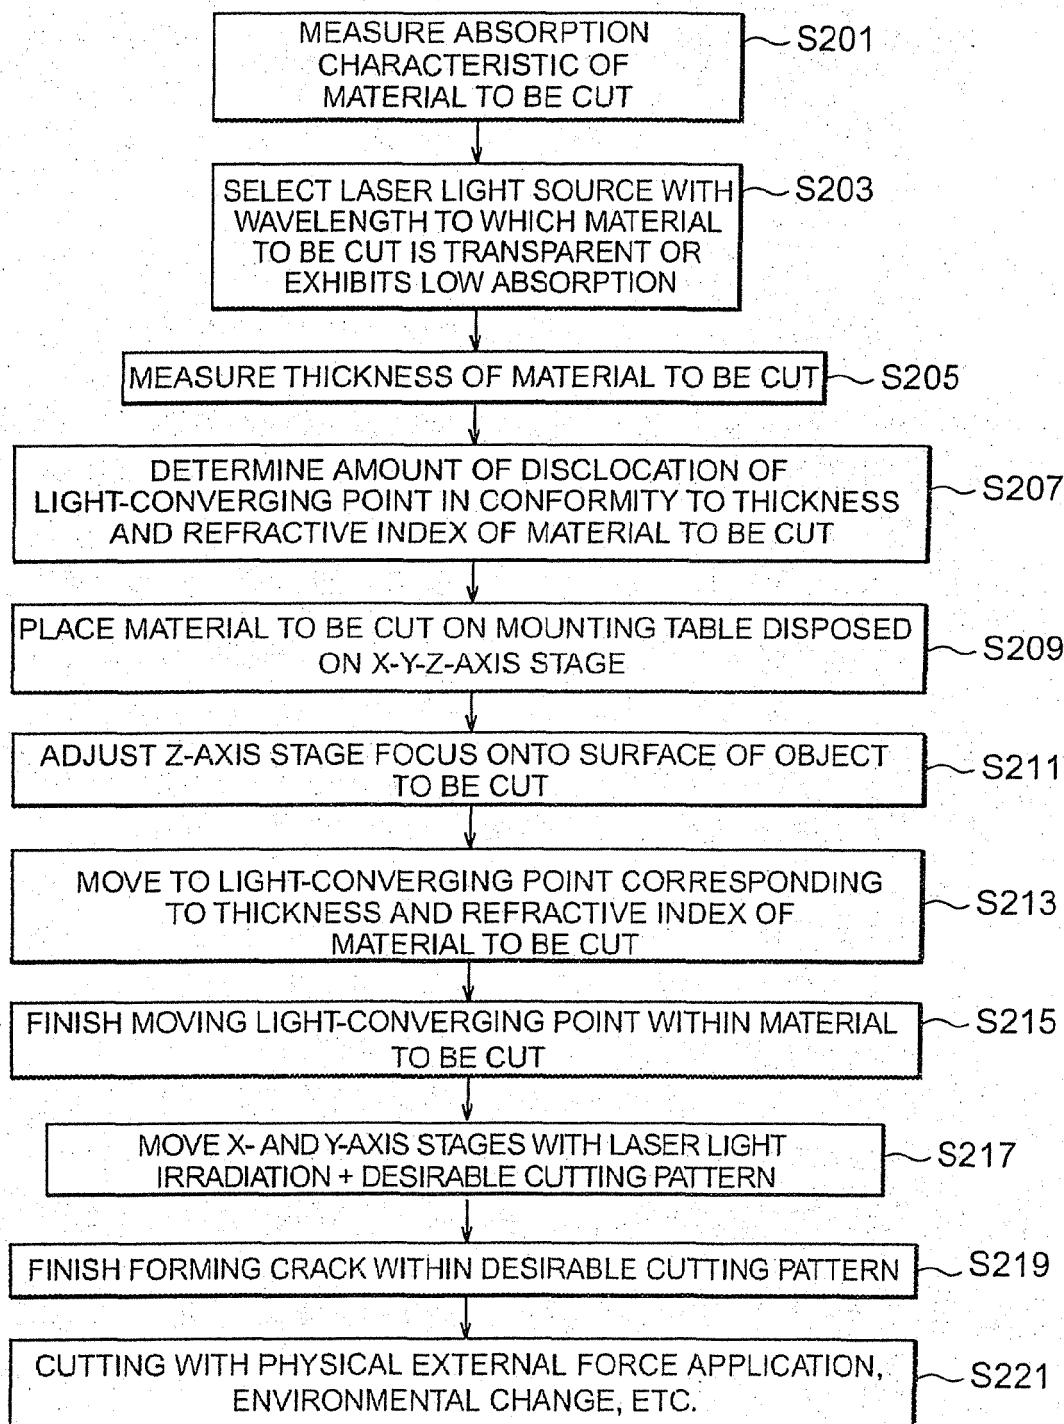 MEASURE ABSORPTION
CHARACTERISTIC OF
MATERIAL TO BE CUT
S201
SELECT LASER LIGHT SOURCE WITH
WAVELENGTH TO WHICH MATERIAL
TO BE CUT IS TRANSPARENT OR
EXHIBITS LOW ABSORPTION
S203
MEASURE THICKNESS OF MATERIAL TO BE CUT
S205
DETERMINE AMOUNT OF DISCLOCATION OF
LIGHT-CONVERGING POINT IN CONFORMITY TO THICKNESS
AND REFRACTIVE INDEX OF MATERIAL TO BE CUT
S207
PLACE MATERIAL TO BE CUT ON MOUNTING TABLE DISPOSED
ON X-Y-Z-AXIS STAGE
S209
ADJUST Z-AXIS STAGE FOCUS ONTO SURFACE OF OBJECT
TO BE CUT
S211
MOVE TO LIGHT-CONVERGING POINT CORRESPONDING
TO THICKNESS AND REFRACTIVE INDEX OF
MATERIAL TO BE CUT
S213
FINISH MOVING LIGHT-CONVERGING POINT WITHIN MATERIAL
TO BE CUT
S215
MOVE X- AND Y-AXIS STAGES WITH LASER LIGHT
IRRADIATION + DESIRABLE CUTTING PATTERN
S217
FINISH FORMING CRACK WITHIN DESIRABLE CUTTING PATTERN
S219
CUTTING WITH PHYSICAL EXTERNAL FORCE APPLICATION,
ENVIRONMENTAL CHANGE, ETC.
S221